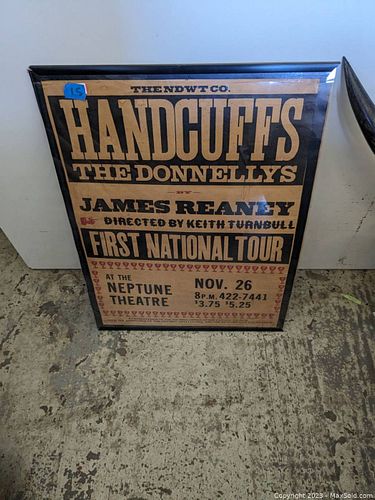 15
THE NDWT CO.
HANDCUFFS
THE DONNELLYS
BY
JAMES REANEY
DIRECTED BY KEITH TURNBULL
FIRST NATIONAL TOUR
AT THE
NEPTUNE
THEATRE
NOV. 26
8 P.M. 422-7441
$3.75 $5.25
Copyright 2023 - MaxSold.com